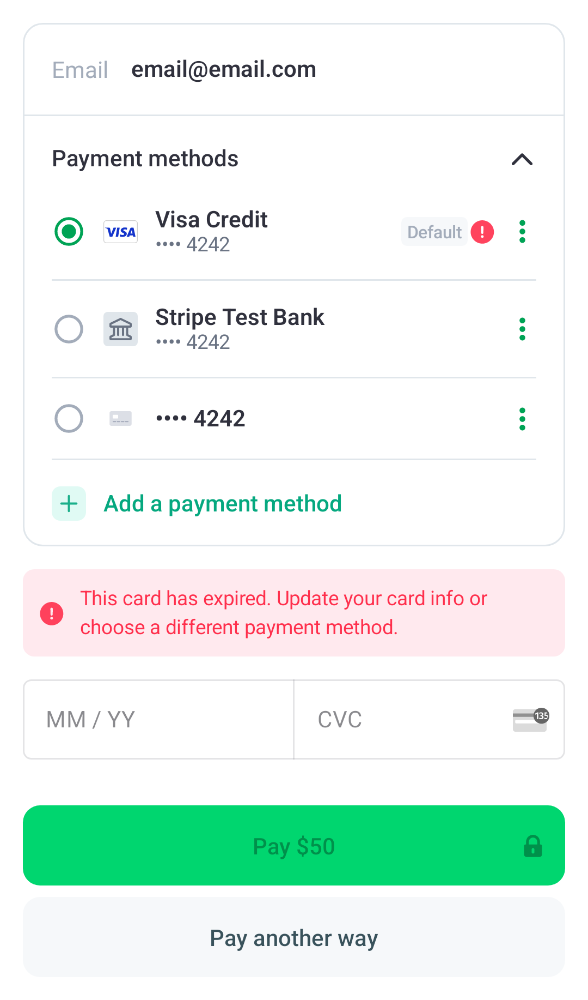 Email email@email.com
Payment methods
VISA Visa Credit
•••• 4242
Default !
Stripe Test Bank
•••• 4242
•••• 4242
+ Add a payment method
! This card has expired. Update your card info or
choose a different payment method.
MM / YY
CVC 135
Pay $50
Pay another way